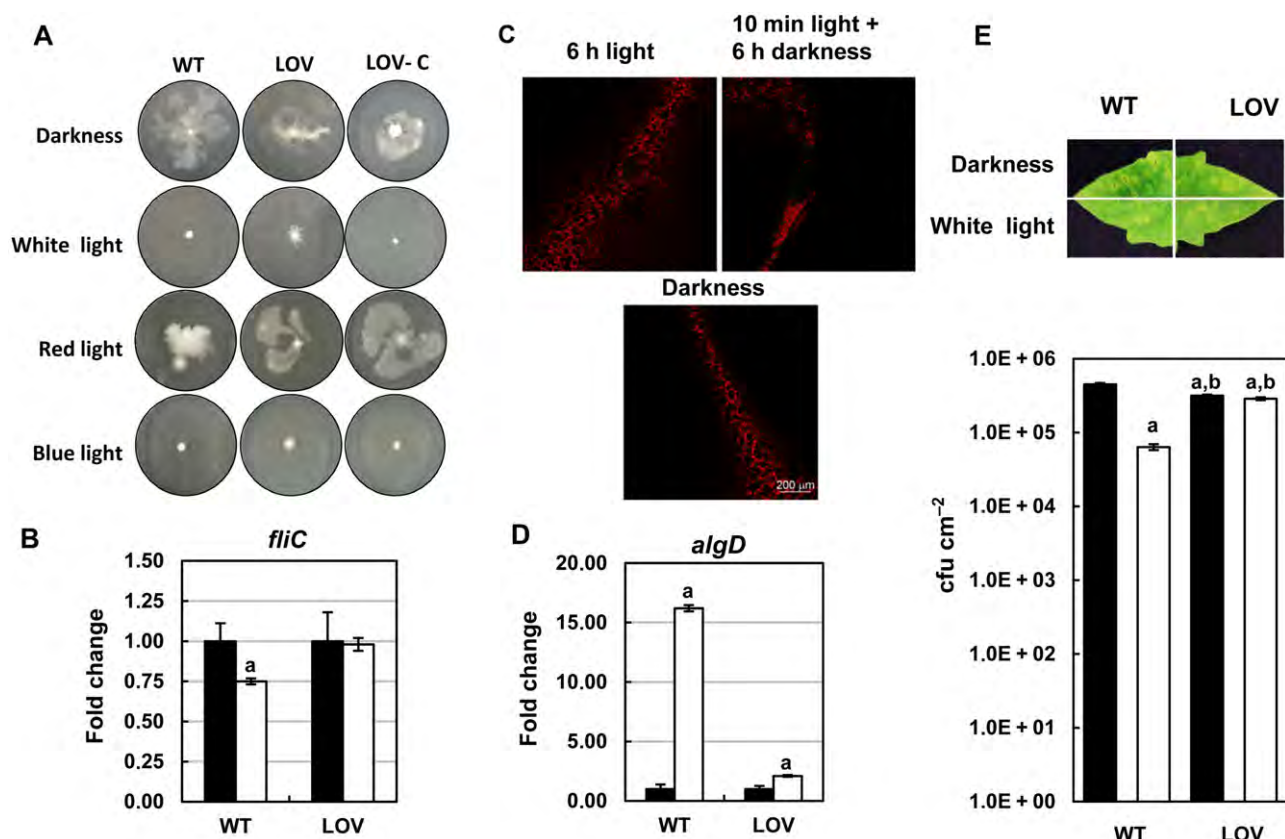 A
WT LOV LOV- C
Darkness
White light
Red light
Blue light
B
fliC
1.50
1.25
1.00
0.75
0.50
0.25
0.00
Fold change
a
WT LOV
C
6 h light
10 min light +
6 h darkness
Darkness
200 µm
D
algD
20.00
15.00
10.00
5.00
0.00
Fold change
a
a
WT LOV
E
WT LOV
Darkness
White light
1.0E + 06
1.0E + 05
1.0E + 04
1.0E + 03
1.0E + 02
1.0E + 01
1.0E + 00
cfu cm⁻²
a
a,b a,b
WT LOV